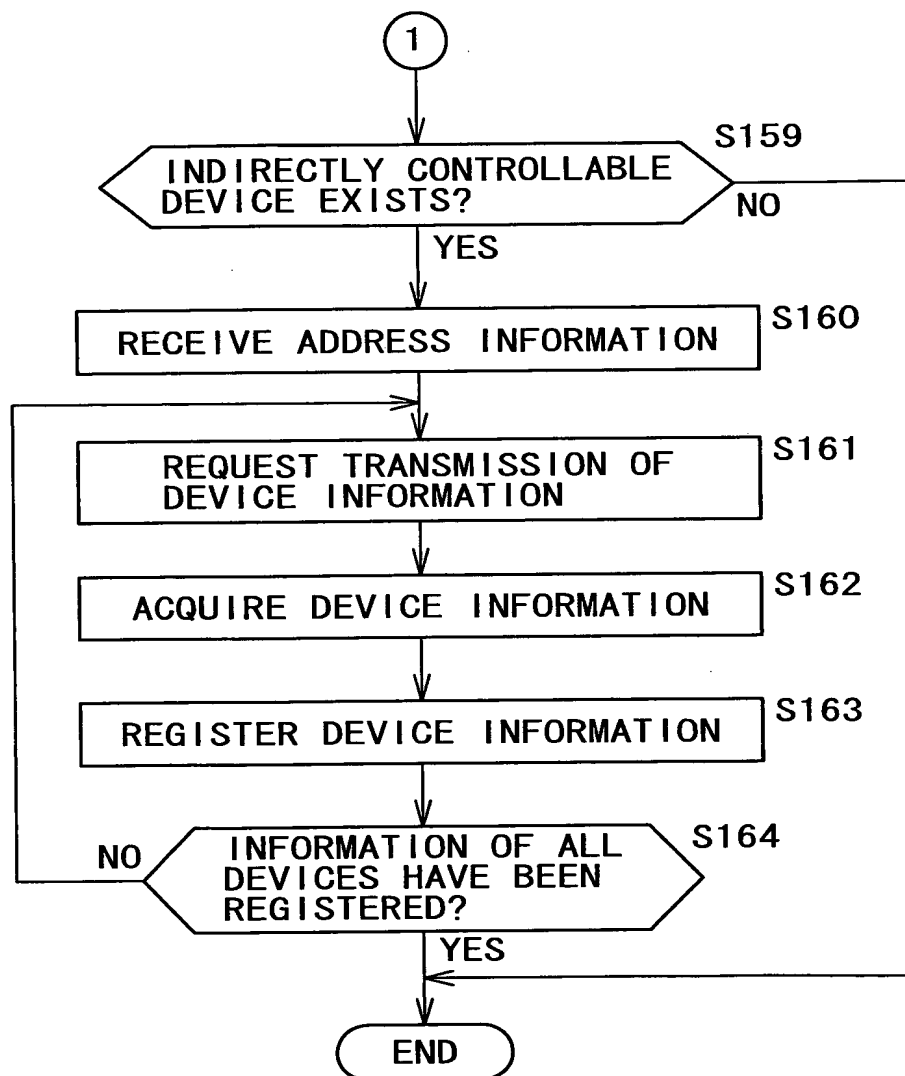 1
S159
INDIRECTLY CONTROLLABLE
DEVICE EXISTS?
NO
YES
S160
RECEIVE ADDRESS INFORMATION
S161
REQUEST TRANSMISSION OF
DEVICE INFORMATION
S162
ACQUIRE DEVICE INFORMATION
S163
REGISTER DEVICE INFORMATION
S164
NO
INFORMATION OF ALL
DEVICES HAVE BEEN
REGISTERED?
YES
END